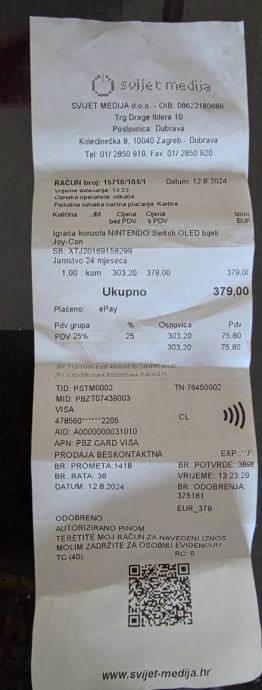 svijet medija
SVIJET MEDIJA d.o.o. - OIB: 08622180689
Trg Drage Iblera 10
Poslovnica: Dubrava
Koledinečka 8, 10040 Zagreb - Dubrava
Tel: 01/ 2850 919, Fax: 01/ 2850 920
RAČUN broj: 15710/104/1 Datum: 12.8.2024
Vrijeme izdavanja: 13:23
Oznaka operatera:
Fiskalna oznaka načina plaćanja: Kartice
Količina JM Cijena Cijena Iznos
bez PDV s PDV EUR
Igraća konzola NINTENDO Switch OLED bijeli
Joy-Con
SB: XTJ20169158299
Jamstvo 24 mjeseca
1,00 kom 303,20 379,00 379,00
Ukupno 379,00
Plaćeno: ePay
Pdv grupa % Osnovica Pdv
PDV 25% 25 303,20 75,80
303,20 75,80
TID: PSTM0002 TN:76450002
MID: PBZT07439003
VISA
478560******2205 CL
AID: A0000000031010
APN: PBZ CARD VISA
PRODAJA BESKONTAKTNA EXP.:**/*
BR. PROMETA:1418 BR. POTVRDE:
BR. RATA: 36 VRIJEME: 13:23:29
DATUM: 12.8.2024 BR. ODOBRENJA:
375161
EUR_379
ODOBRENO
AUTORIZIRANO PINOM
TERETITE MOJ RAČUN ZA NAVEDENI IZNOS
MOLIM ZADRŽITE ZA OSOBNU EVIDENCIJU
TC (40): RC: 0
www.svijet-medija.hr